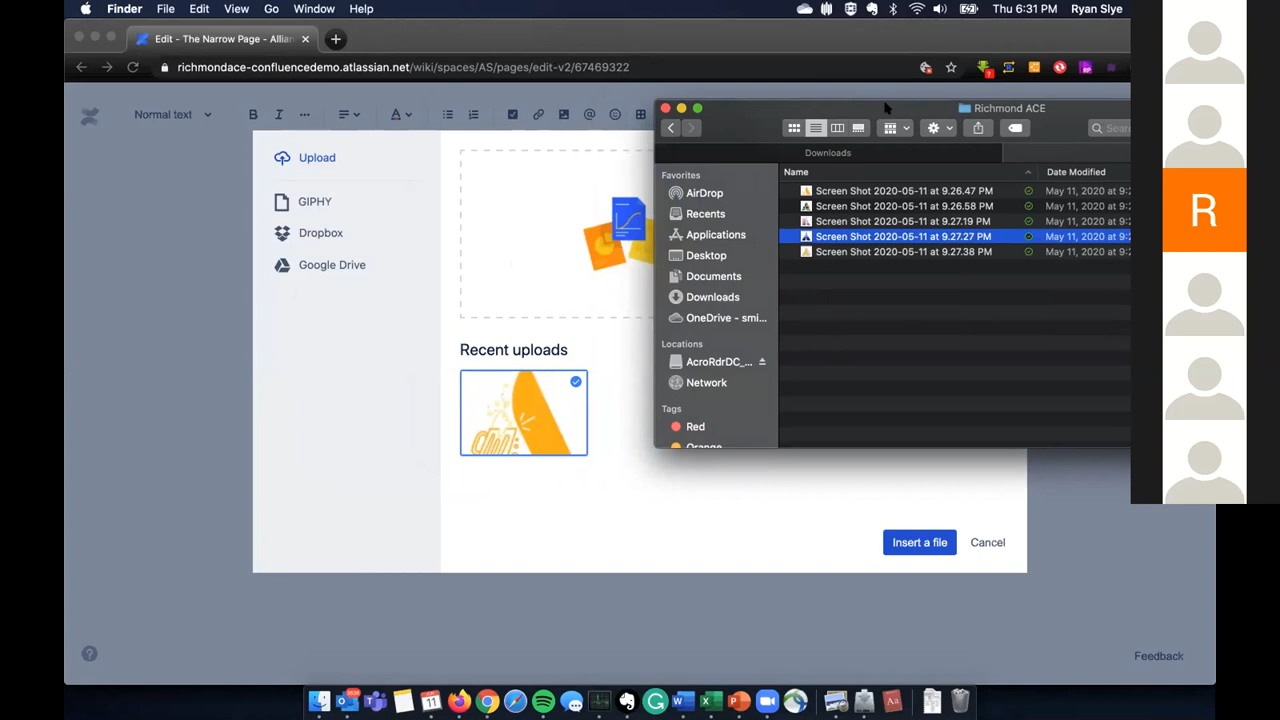 Finder File Edit View Go Window Help Thu 6:31 PM Ryan Slye
Edit - The Narrow Page - Allian
richmondace-confluencedemo.atlassian.net/wiki/spaces/AS/pages/edit-v2/67469322
Normal text
Richmond ACE
Sear
Downloads
Upload
GIPHY
Dropbox
Google Drive
Favorites
AirDrop
Recents
Applications
Desktop
Documents
Downloads
OneDrive - smi...
Locations
AcroRdrDC_...
Network
Tags
Red
Orange
Name Date Modified
Screen Shot 2020-05-11 at 9.26.47 PM May 11, 2020 at 9:2
Screen Shot 2020-05-11 at 9.26.58 PM May 11, 2020 at 9:2
Screen Shot 2020-05-11 at 9.27.19 PM May 11, 2020 at 9:2
Screen Shot 2020-05-11 at 9.27.27 PM May 11, 2020 at 9:2
Screen Shot 2020-05-11 at 9.27.38 PM May 11, 2020 at 9:2
R
Recent uploads
Insert a file Cancel
Feedback